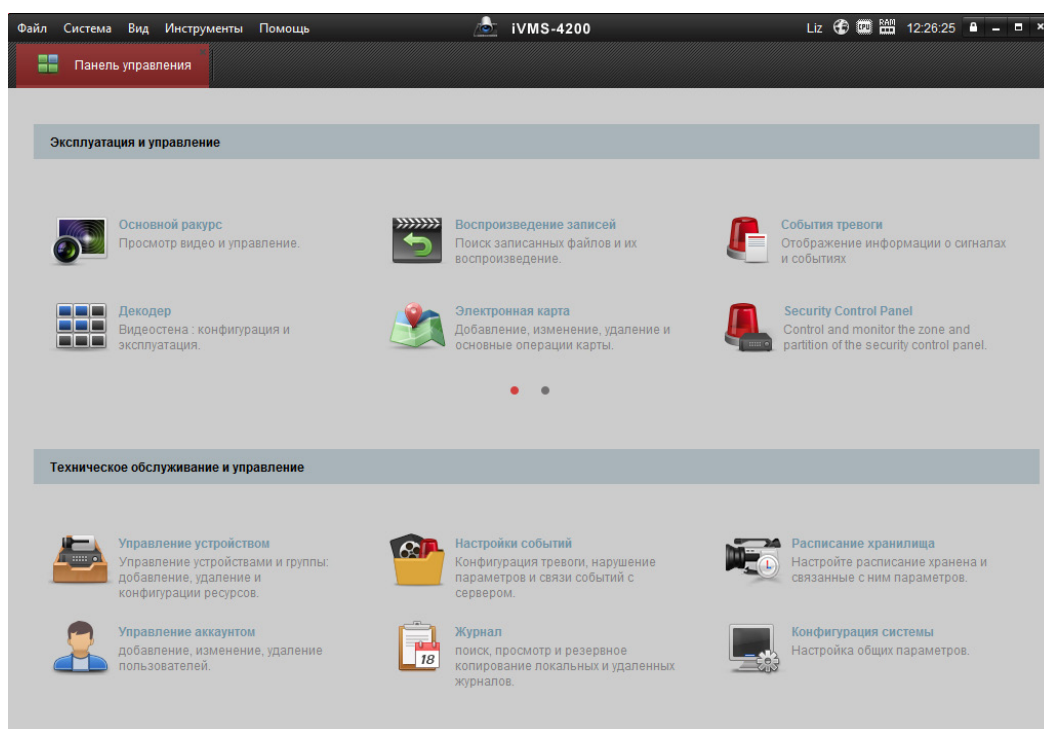 Файл Система Вид Инструменты Помощь iVMS-4200 Liz CPU RAM 12:26:25
Панель управления
Эксплуатация и управление
Основной ракурс
Просмотр видео и управление.
Воспроизведение записей
Поиск записанных файлов и их
воспроизведение.
События тревоги
Отображение информации о сигналах
и событиях
Декодер
Видеостена : конфигурация и
эксплуатация.
Электронная карта
Добавление, изменение, удаление и
основные операции карты.
Security Control Panel
Control and monitor the zone and
partition of the security control panel.
Техническое обслуживание и управление
Управление устройством
Управление устройствами и группы:
добавление, удаление и
конфигурации ресурсов.
Настройки событий
Конфигурация тревоги, нарушение
параметров и связи событий с
сервером.
Расписание хранилища
Настройте расписание хранена и
связанные с ним параметров.
Управление аккаунтом
добавление, изменение, удаление
пользователей.
18
Журнал
поиск, просмотр и резервное
копирование локальных и удаленных
журналов.
Конфигурация системы
Настройка общих параметров.